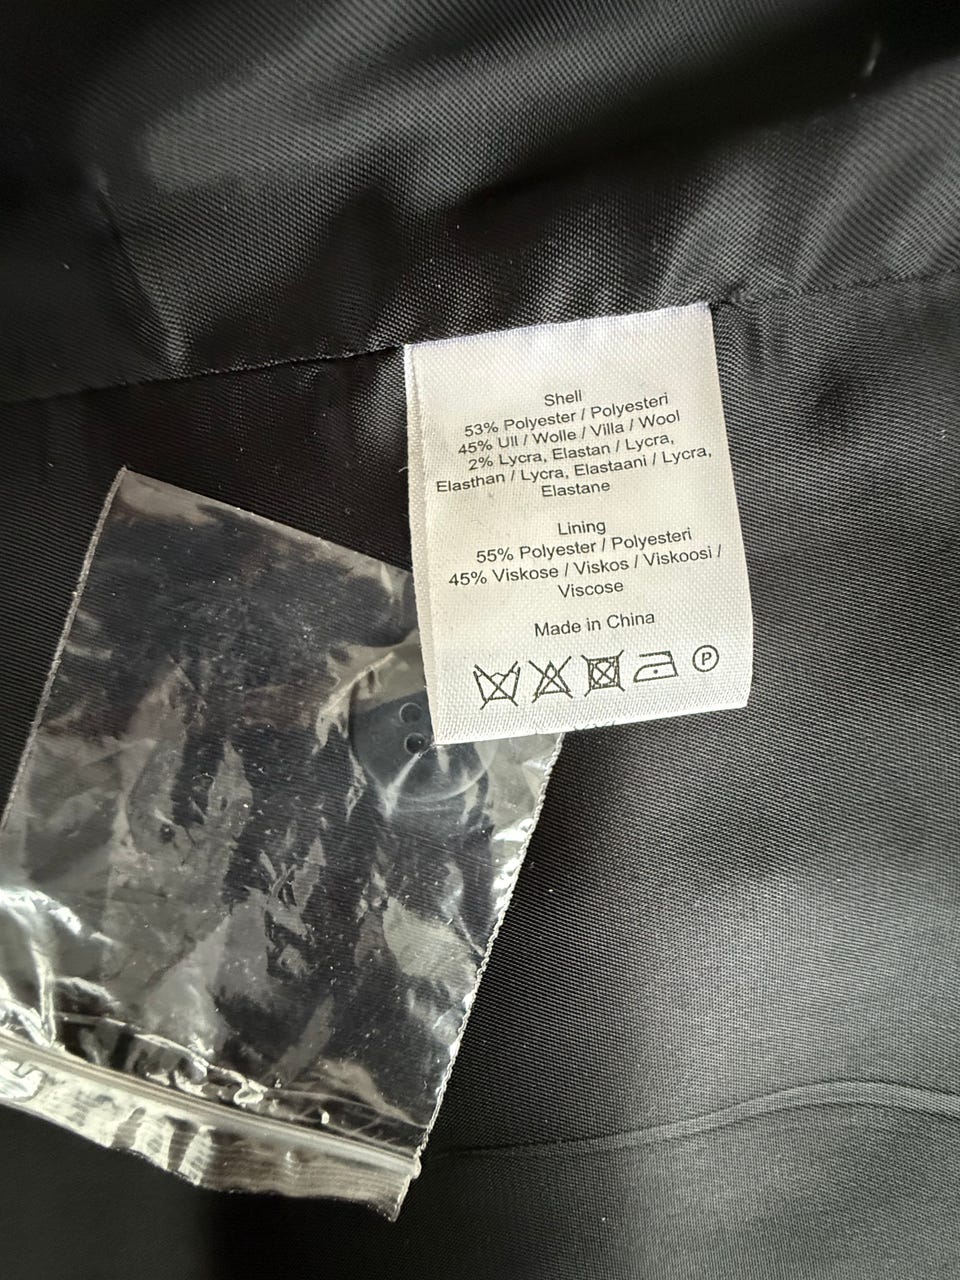 Shell
53% Polyester / Polyesteri
45% Ull / Wolle / Villa / Wool
2% Lycra, Elastan / Lycra,
Elasthan / Lycra, Elastaani / Lycra,
Elastane
Lining
55% Polyester / Polyesteri
45% Viskose / Viskos / Viskoosi /
Viscose
Made in China
P